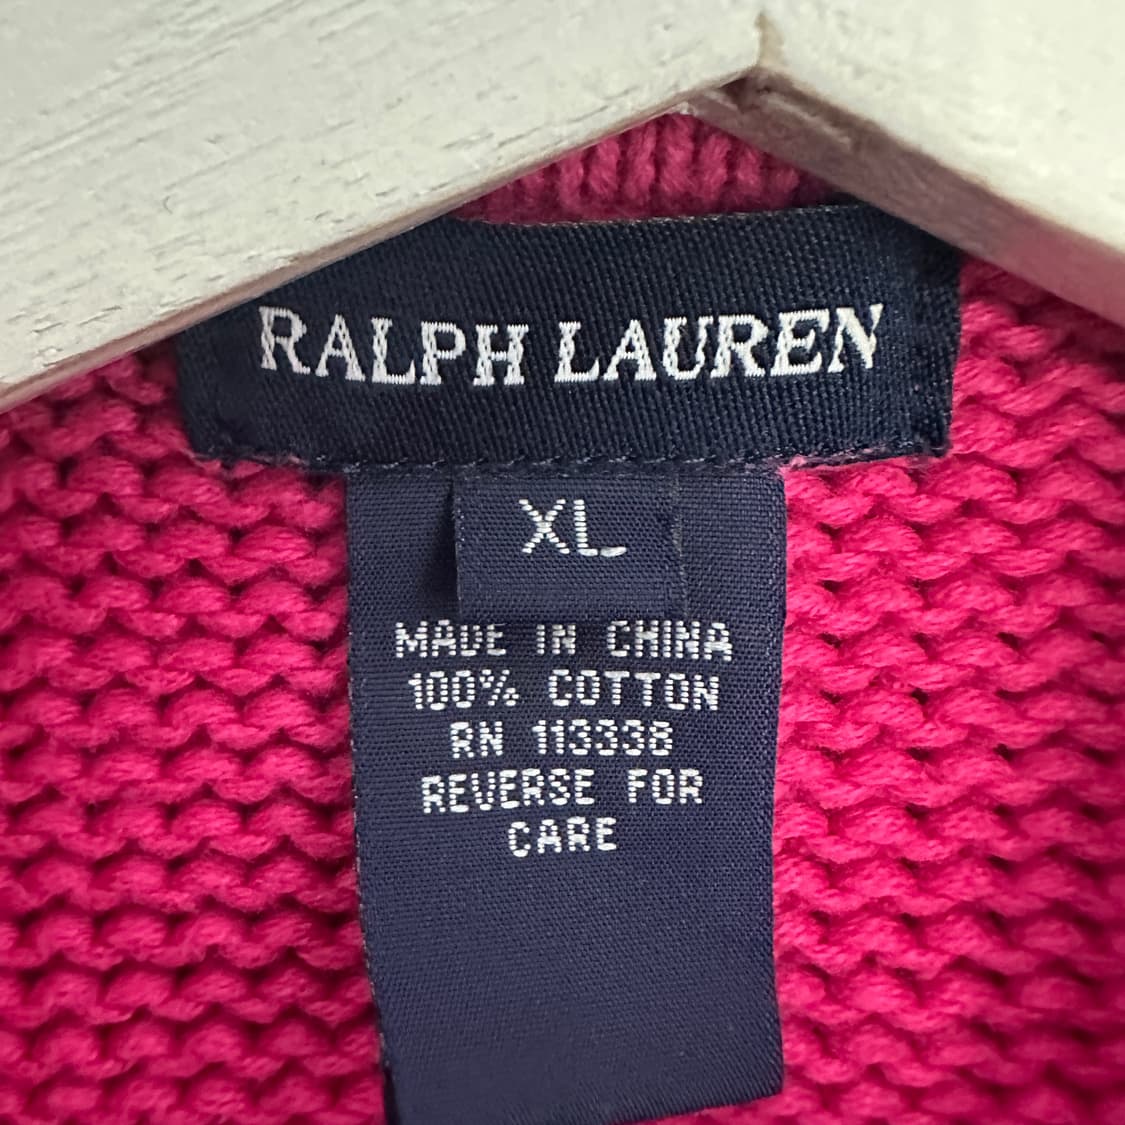 RALPH LAUREN
XL
MADE IN CHINA
100% COTTON
RN 113338
REVERSE FOR
CARE